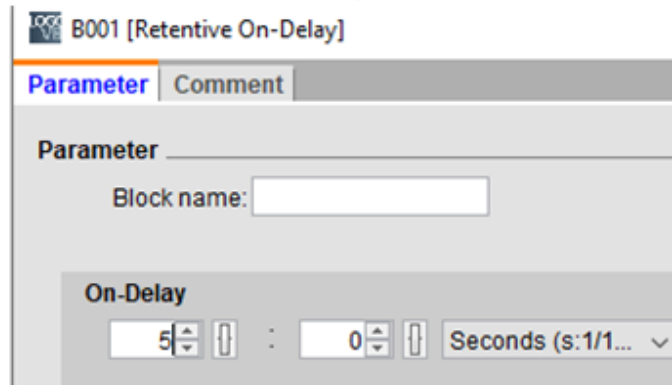 B001 [Retentive On-Delay]
Parameter Comment
Parameter
Block name:
On-Delay
5 : 0 Seconds (s:1/1...